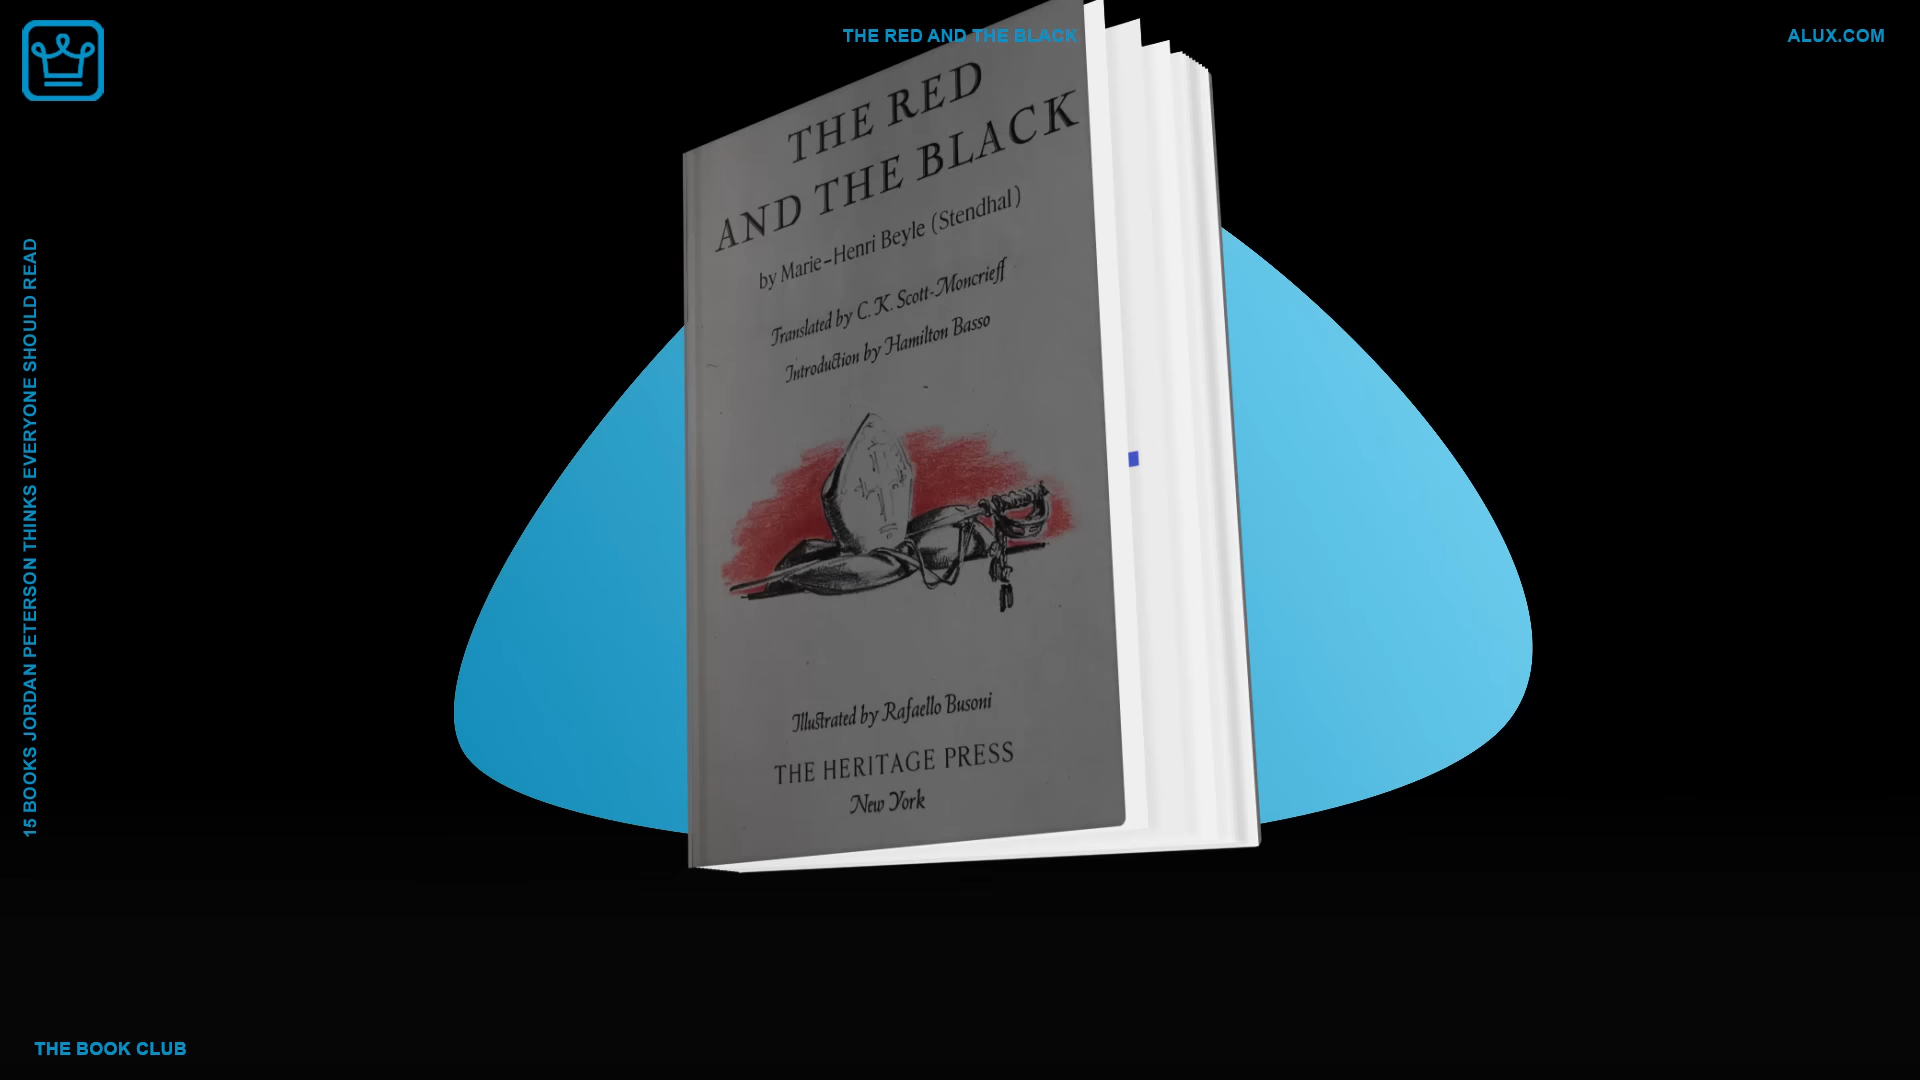 THE RED AND THE BLACK
ALUX.COM
15 BOOKS JORDAN PETERSON THINKS EVERYONE SHOULD READ
THE RED
AND THE BLACK
by Marie-Henri Beyle (Stendhal)
Translated by C. K. Scott-Moncrieff
Introduction by Hamilton Basso
Illustrated by Rafaello Busoni
THE HERITAGE PRESS
New York
THE BOOK CLUB